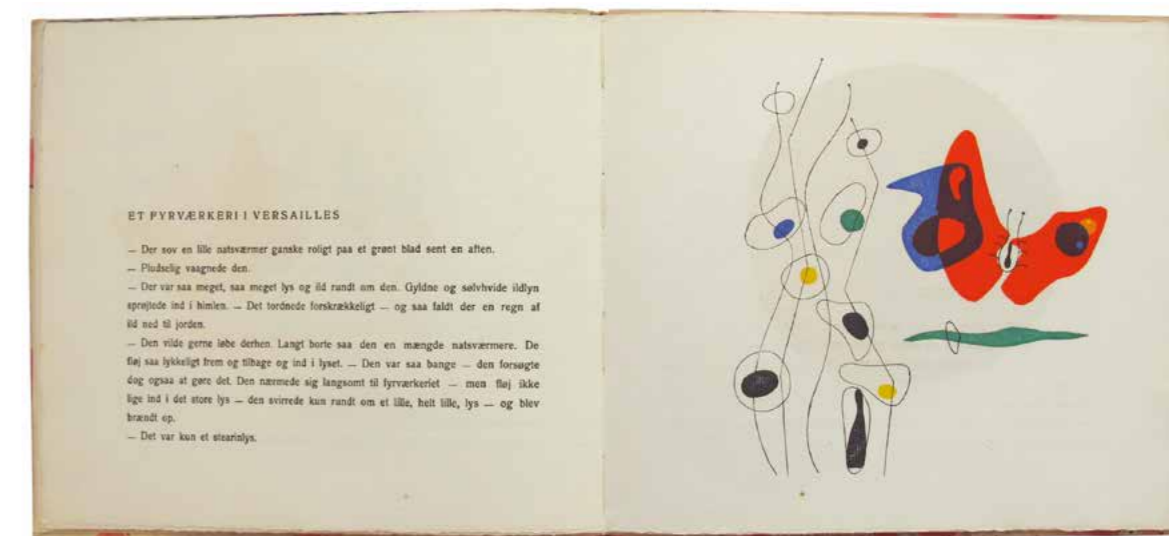 ET FYRVÆRKERI I VERSAILLES
— Der sov en lille natsværmer ganske roligt paa et grønt blad sent en aften.
— Pludselig vaagnede den.
— Der var saa meget, saa meget lys og ild randt om den. Gyldne og sølvhvide ildlyn
sprøjtede ind i himlen. — Det tordnede forskrækkeligt — og saa faldt der en regn af
ild ned til jorden.
— Den vilde gerne løbe derhen. Langt borte saa den en mængde natsværmere. De
fløj saa lykkeligt frem og tilbage og ind i lyset. — Den var saa bange — den forsøgte
dog ogsaa at gøre det. Den nærmede sig langsomt til fyrværkeriet — men fløj ikke
lige ind i det store lys — den svirrede kun randt om et lille, helt lille, lys — og blev
brændt op.
— Det var kun et stearinlys.